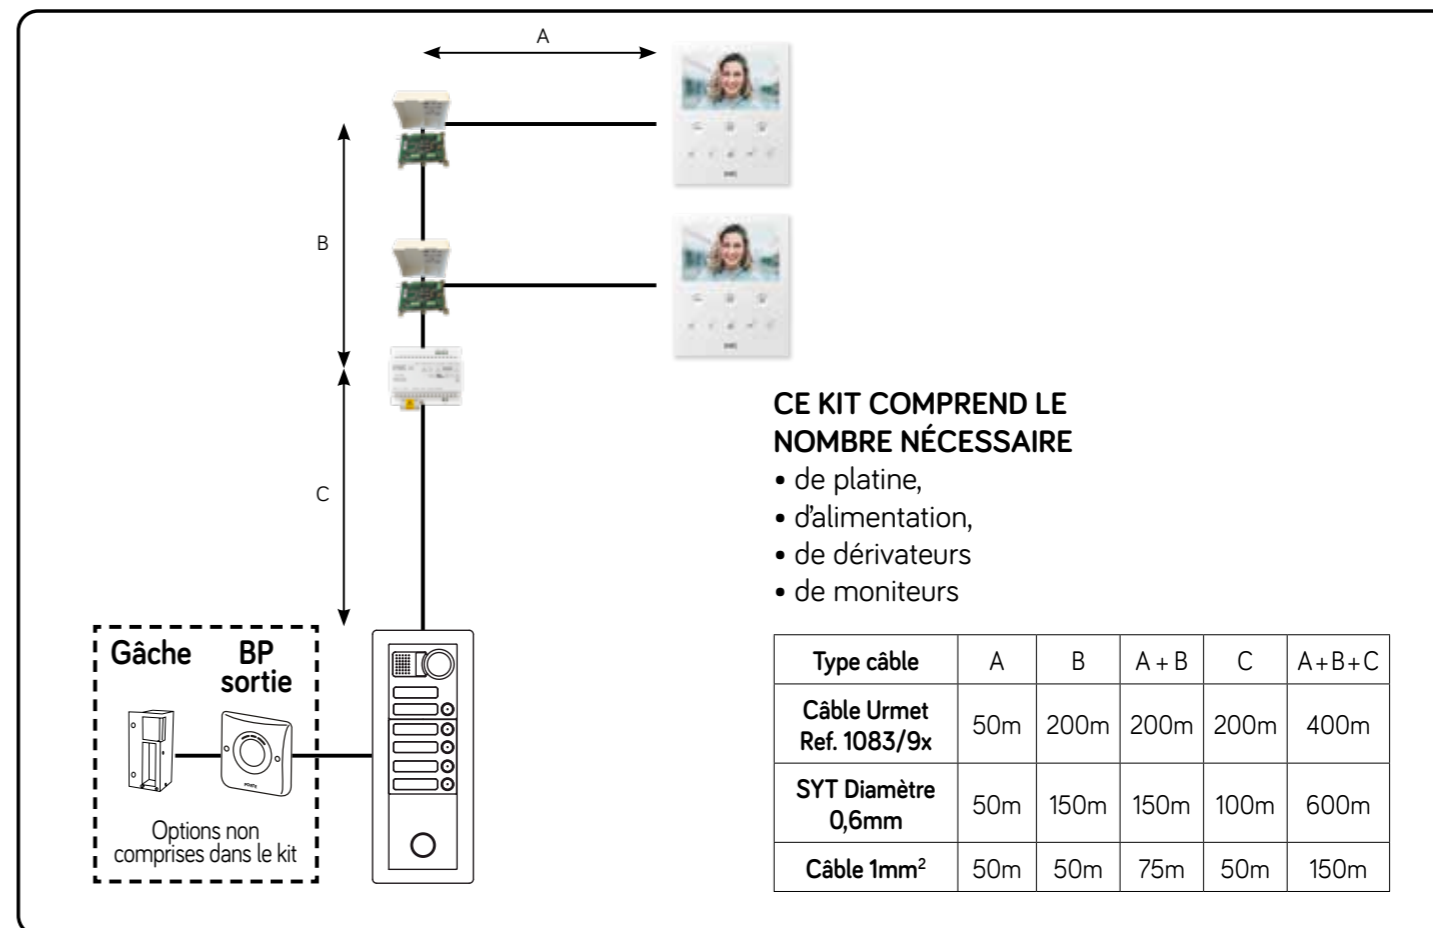 A
B
C
CE KIT COMPREND LE
NOMBRE NÉCESSAIRE
• de platine,
• d'alimentation,
• de dérivateurs
• de moniteurs
Gâche
BP
sortie
Options non
comprises dans le kit
Type câble A B A + B C A+B+C
Câble Urmet
Ref. 1083/9x
50m 200m 200m 200m 400m
SYT Diamètre
0,6mm
50m 150m 150m 100m 600m
Câble 1mm² 50m 50m 75m 50m 150m